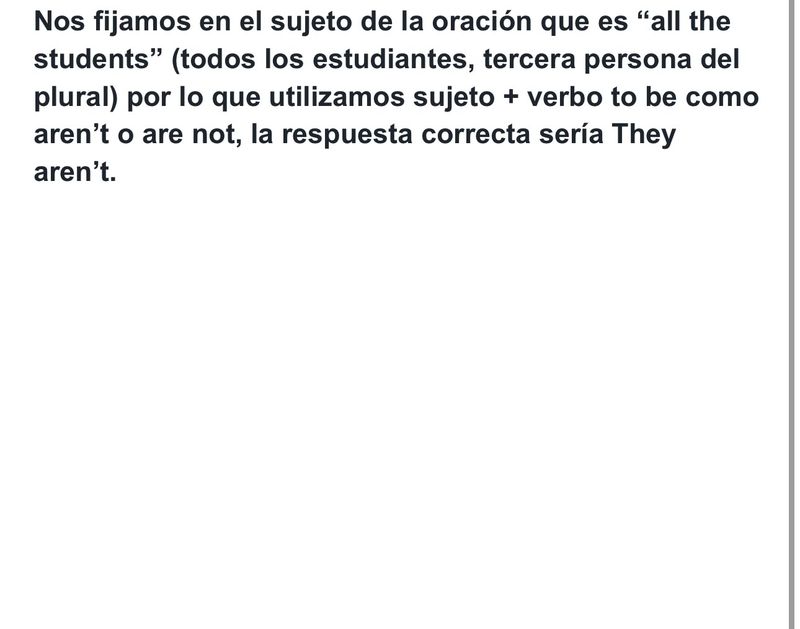 Nos fijamos en el sujeto de la oración que es “all the
students” (todos los estudiantes, tercera persona del
plural) por lo que utilizamos sujeto + verbo to be como
aren’t o are not, la respuesta correcta sería They
aren’t.